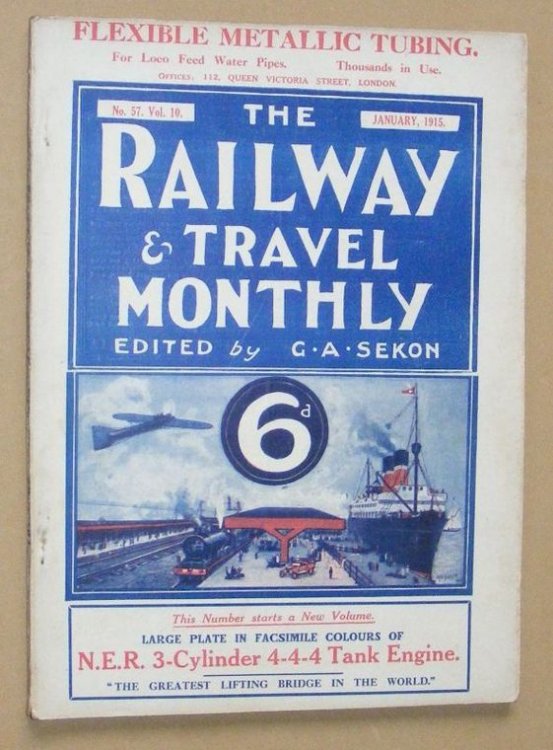 FLEXIBLE METALLIC TUBING.
For Loco Feed Water Pipes. Thousands in Use.
OFFICES: 112, QUEEN VICTORIA STREET, LONDON.
No. 57. Vol. 10.
THE
JANUARY, 1915.
RAILWAY
& TRAVEL
MONTHLY
EDITED by G·A·SEKON
6d
This Number starts a New Volume.
LARGE PLATE IN FACSIMILE COLOURS OF
N.E.R. 3-Cylinder 4-4-4 Tank Engine.
"THE GREATEST LIFTING BRIDGE IN THE WORLD."